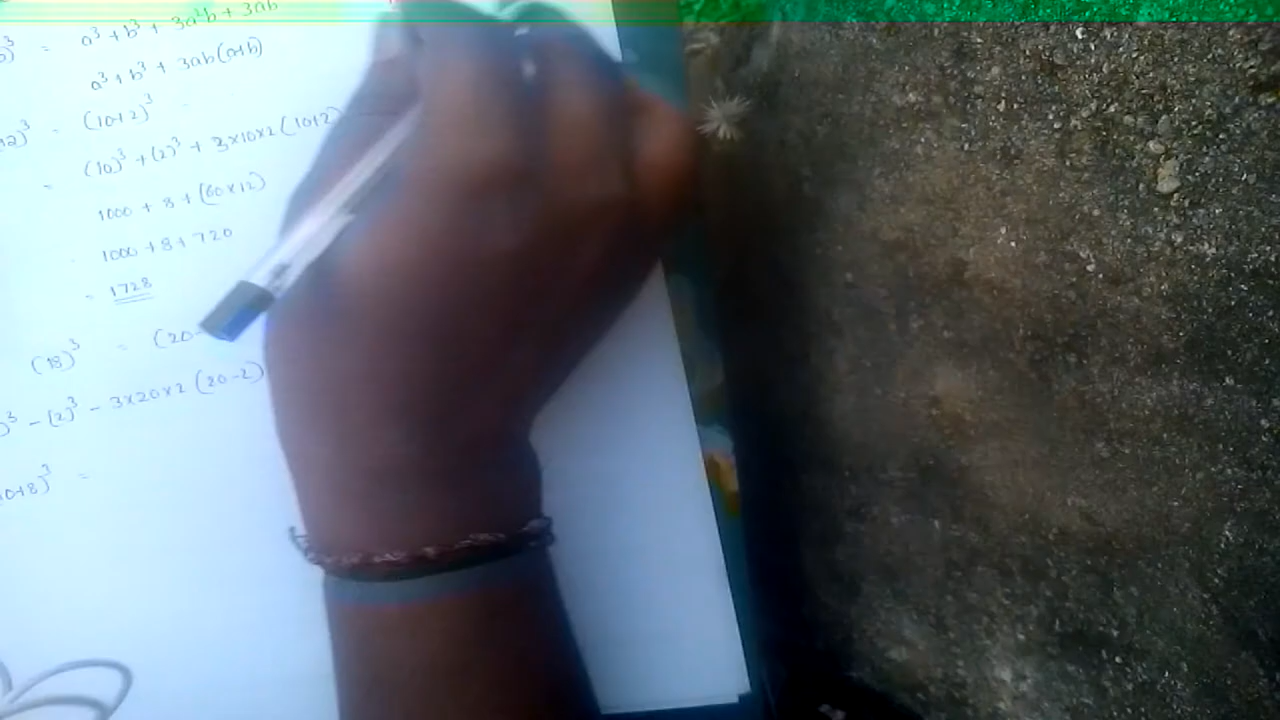 )³ = a³ + b³ + 3a²b + 3ab
a³ + b³ + 3ab(a+b)
12)³ = (10+2)³
= (10)³ + (2)³ + 3×10×2(10+2)
1000 + 8 + (60×12)
1000 + 8 + 720
= 1728
(18)³ = (20-
)³ - (2)³ - 3×20×2 (20-2)
0+8)³ =